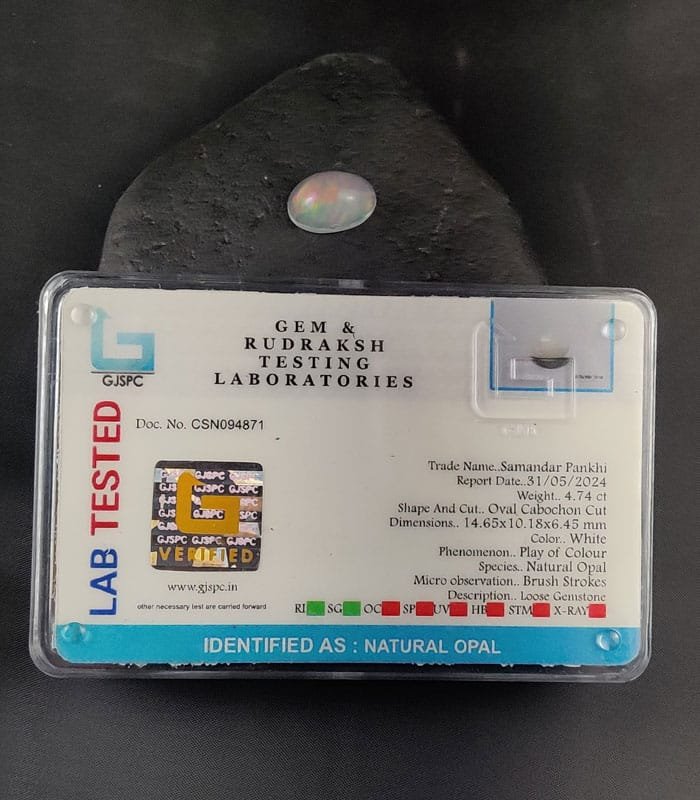 GEM &
RUDRAKSH
TESTING
LABORATORIES
GJSPC
LAB TESTED
Doc. No. CSN094871
GJSPC GJSPC
GJSPC GJSPC
VERIFIED
www.gjspc.in
other necessary test are carried forward
Trade Name..Samandar Pankhi
Report Date..31/05/2024
Weight.. 4.74 ct
Shape And Cut.. Oval Cabochon Cut
Dimensions.. 14.65x10.18x6.45 mm
Color.. White
Phenomenon.. Play of Colour
Species.. Natural Opal
Micro observation.. Brush Strokes
Description.. Loose Gemstone
RI SG OC SP UV HB STM X-RAY
IDENTIFIED AS : NATURAL OPAL